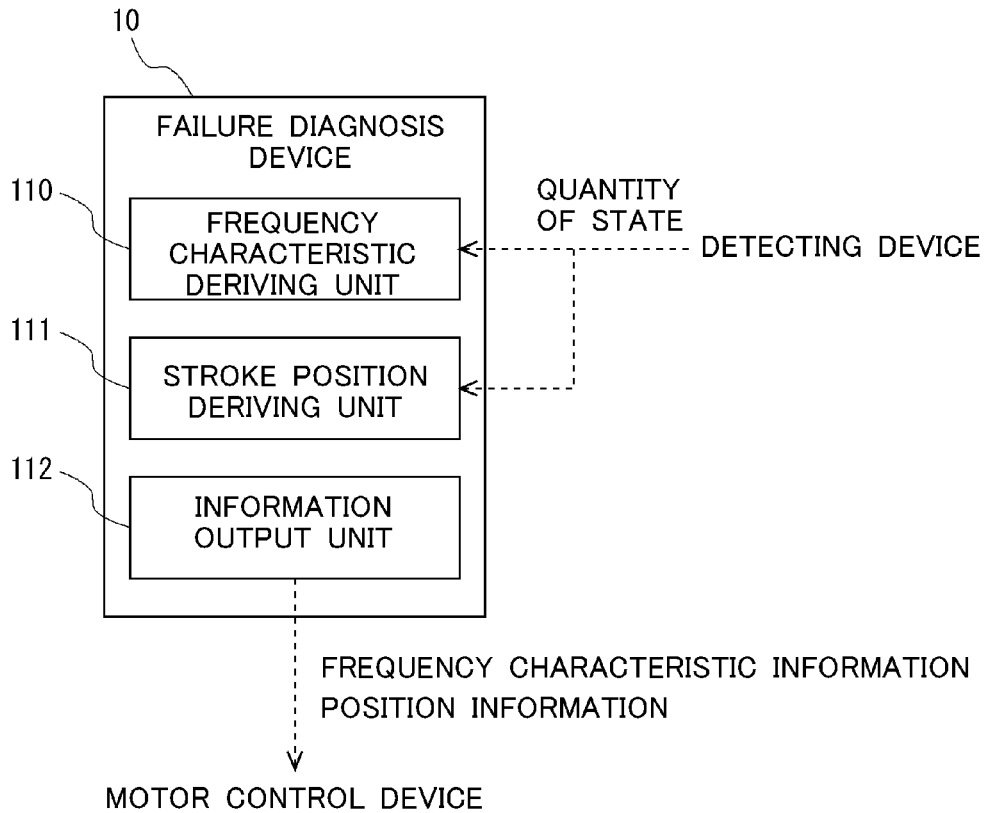 10
FAILURE DIAGNOSIS
DEVICE
110
FREQUENCY
CHARACTERISTIC
DERIVING UNIT
QUANTITY
OF STATE
DETECTING DEVICE
111
STROKE POSITION
DERIVING UNIT
112
INFORMATION
OUTPUT UNIT
FREQUENCY CHARACTERISTIC INFORMATION
POSITION INFORMATION
MOTOR CONTROL DEVICE